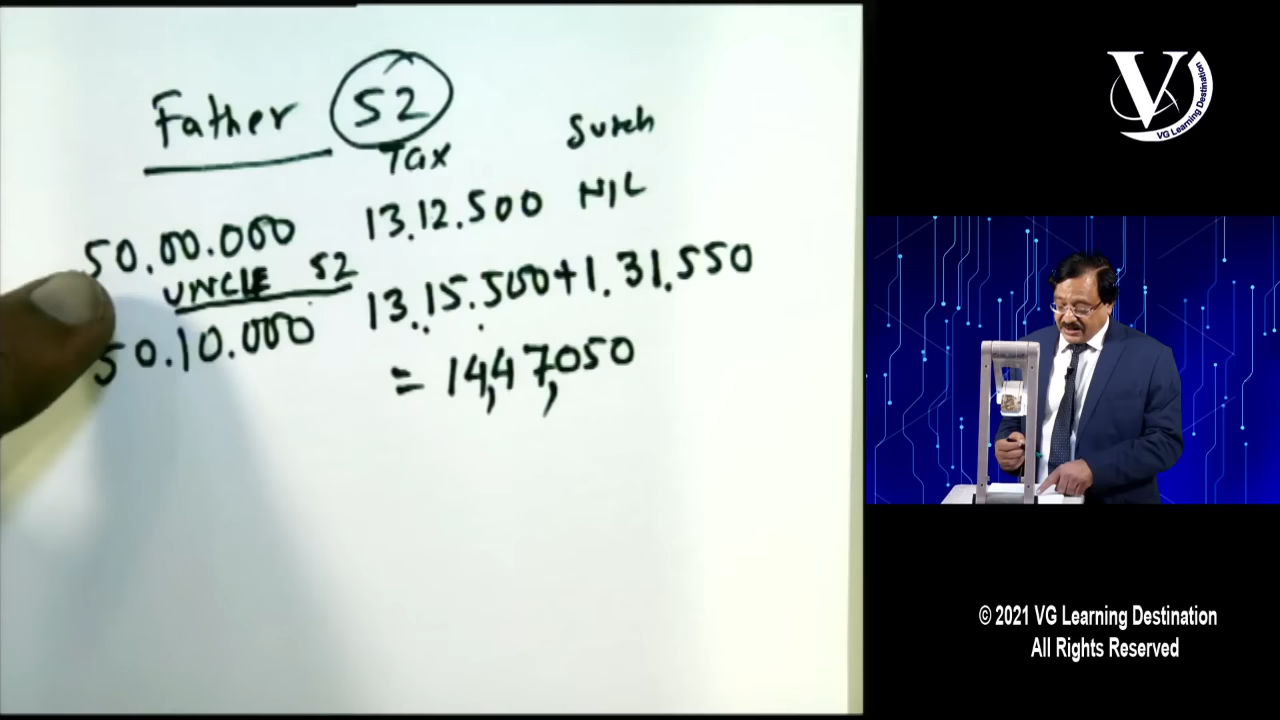 Father 52
Tax Surch
50.00.000 13.12.500 NIL
UNCLE 52
50.10.000 13.15.500+1.31.550
= 14,47,050
V
VG Learning Destination
© 2021 VG Learning Destination
All Rights Reserved